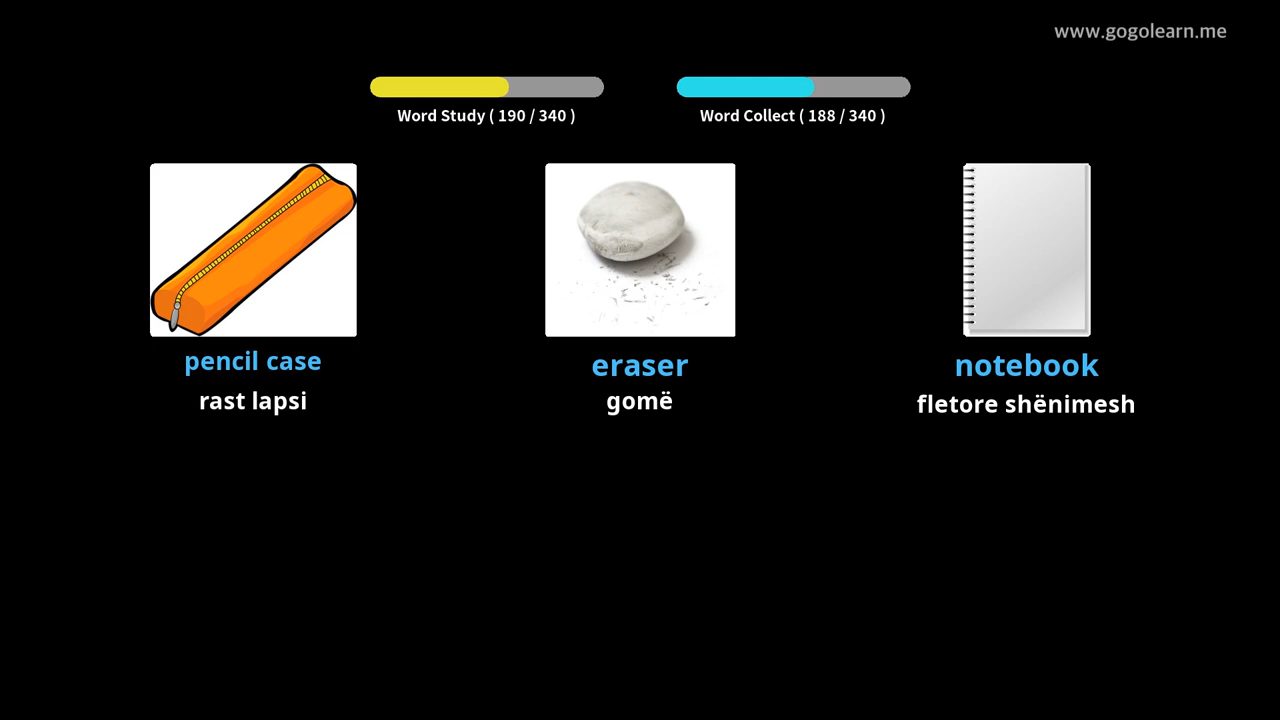 www.gogolearn.me
Word Study ( 190 / 340 )
Word Collect ( 188 / 340 )
pencil case
eraser
notebook
rast lapsi
gomë
fletore shënimesh